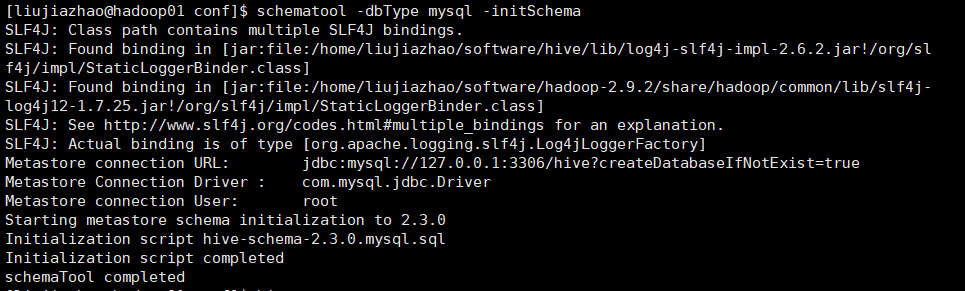 [liujiazhao@hadoop01 conf]$ schematool -dbType mysql -initSchema
SLF4J: Class path contains multiple SLF4J bindings.
SLF4J: Found binding in [jar:file:/home/liujiazhao/software/hive/lib/log4j-slf4j-impl-2.6.2.jar!/org/sl
f4j/impl/StaticLoggerBinder.class]
SLF4J: Found binding in [jar:file:/home/liujiazhao/software/hadoop-2.9.2/share/hadoop/common/lib/slf4j-
log4j12-1.7.25.jar!/org/slf4j/impl/StaticLoggerBinder.class]
SLF4J: See http://www.slf4j.org/codes.html#multiple_bindings for an explanation.
SLF4J: Actual binding is of type [org.apache.logging.slf4j.Log4jLoggerFactory]
Metastore connection URL:        jdbc:mysql://127.0.0.1:3306/hive?createDatabaseIfNotExist=true
Metastore Connection Driver :    com.mysql.jdbc.Driver
Metastore connection User:       root
Starting metastore schema initialization to 2.3.0
Initialization script hive-schema-2.3.0.mysql.sql
Initialization script completed
schemaTool completed